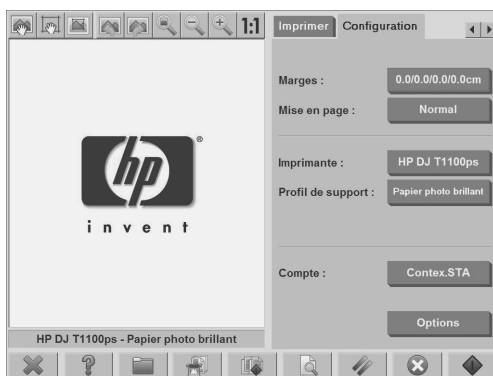 1:1
Imprimer
Configuration
Marges :
0.0/0.0/0.0/0.0cm
Mise en page :
Normal
Imprimante :
HP DJ T1100ps
Profil de support :
Papier photo brillant
Compte :
Contex.STA
Options
hp
®
invent
HP DJ T1100ps - Papier photo brillant
?